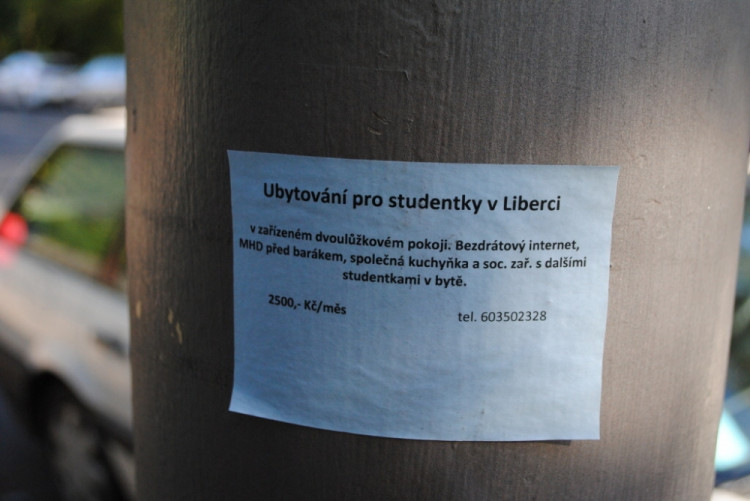 Ubytování pro studentky v Liberci
v zařízeném dvoulůžkovém pokoji. Bezdrátový internet,
MHD před barákem, společná kuchyňka a soc. zař. s dalšími
studentkami v bytě.
2500,- Kč/měs
tel. 603502328